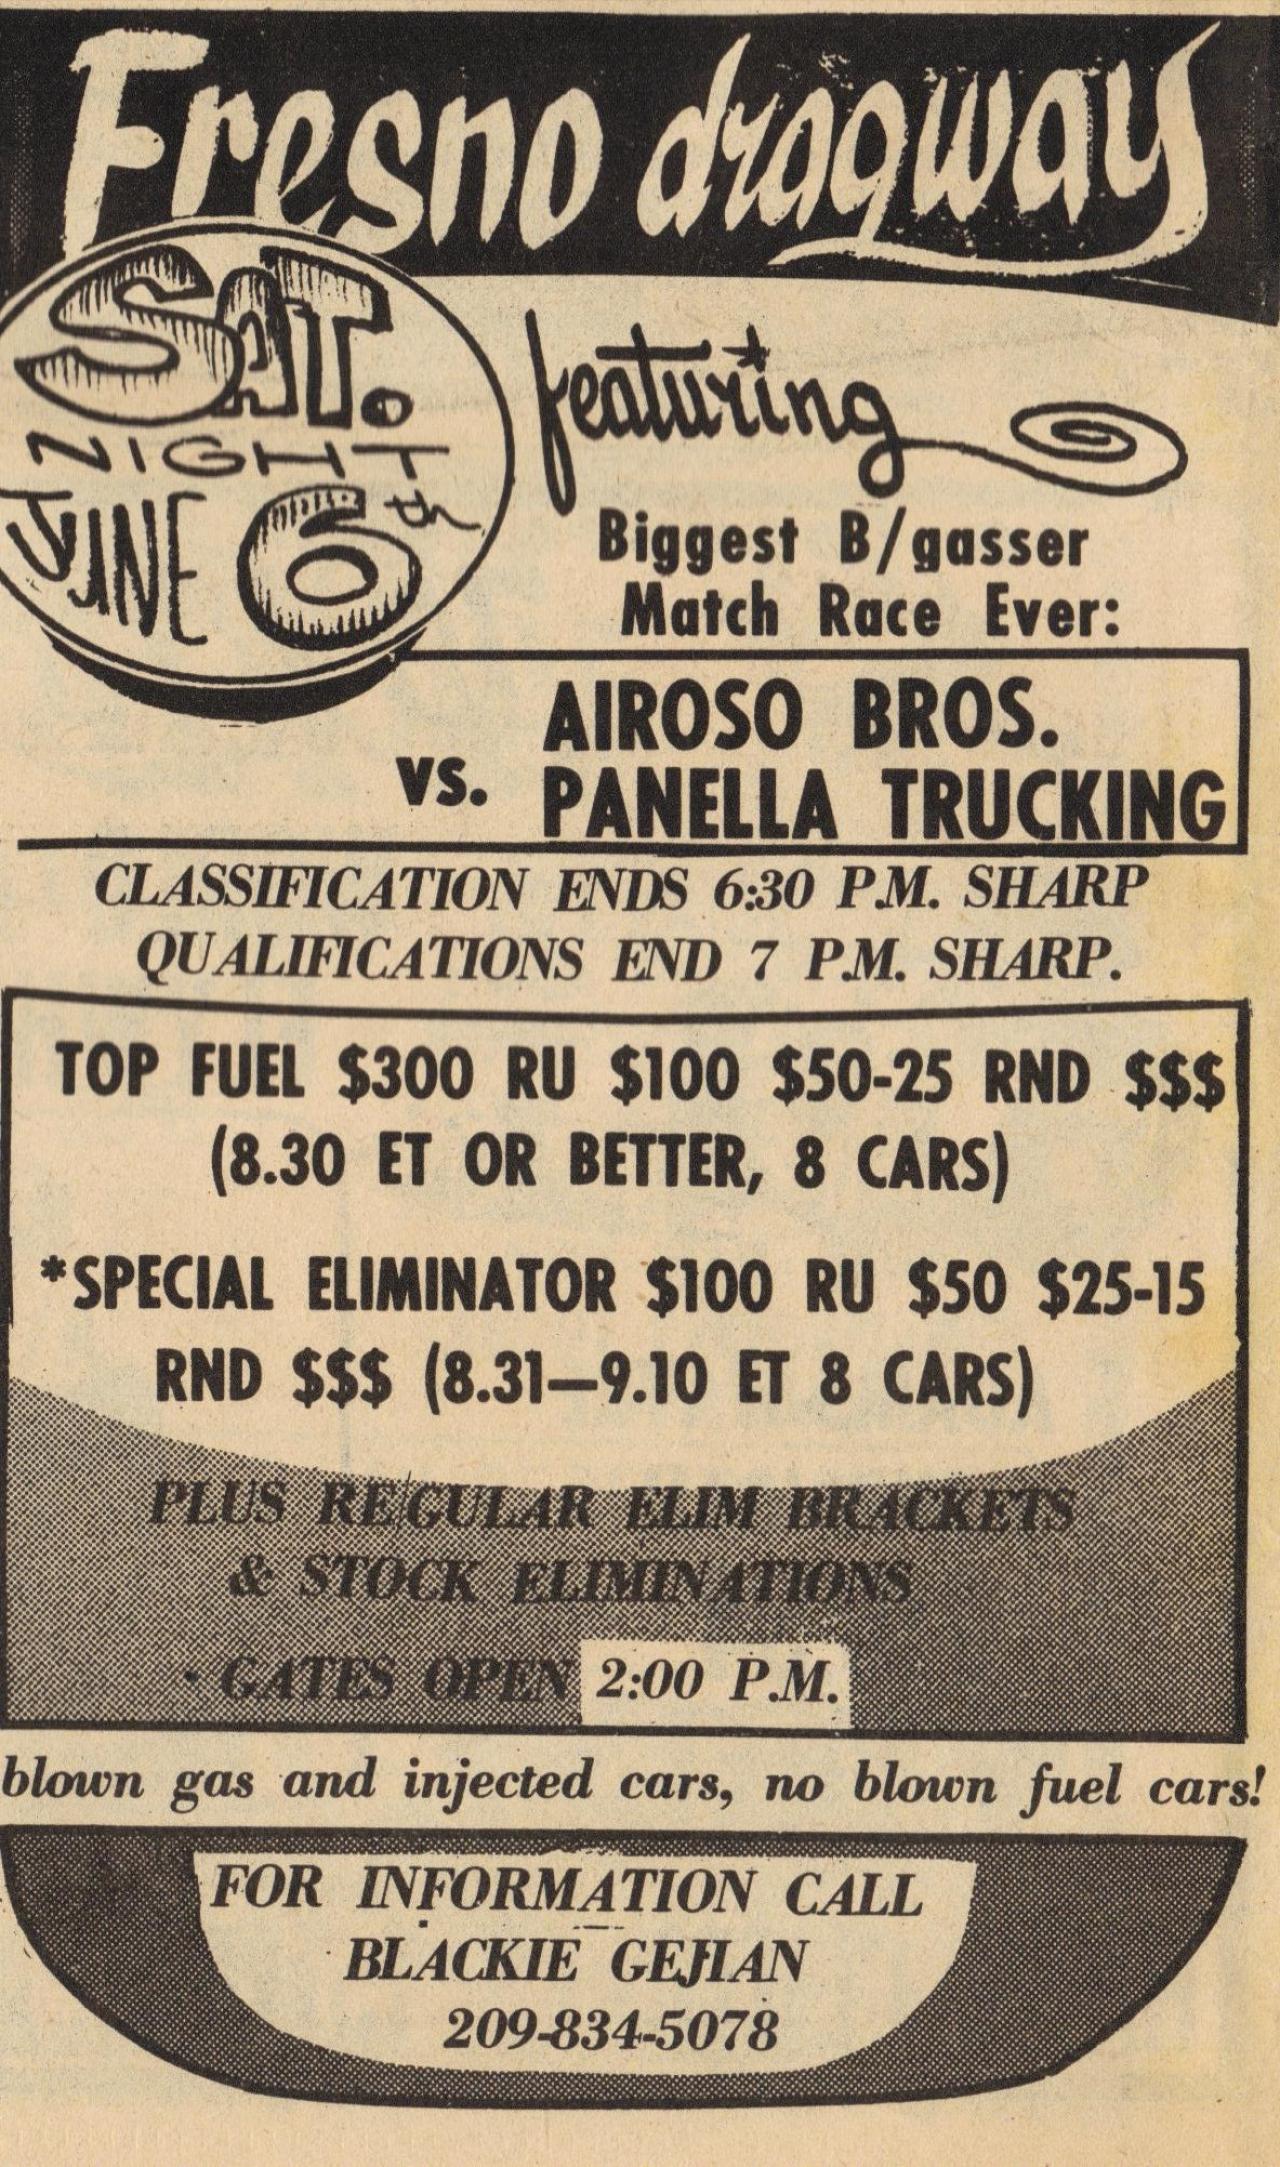 Fresno dragway
SAT.
NIGHT
JUNE 6
featuring
Biggest B/gasser
Match Race Ever:
AIROSO BROS.
vs. PANELLA TRUCKING
CLASSIFICATION ENDS 6:30 P.M. SHARP
QUALIFICATIONS END 7 P.M. SHARP.
TOP FUEL $300 RU $100 $50-25 RND $$$
(8.30 ET OR BETTER, 8 CARS)
*SPECIAL ELIMINATOR $100 RU $50 $25-15
RND $$$ (8.31—9.10 ET 8 CARS)
PLUS REGULAR ELIM BRACKETS
& STOCK ELIMINATIONS
· GATES OPEN 2:00 P.M.
blown gas and injected cars, no blown fuel cars!
FOR INFORMATION CALL
BLACKIE GEJIAN
209-834-5078